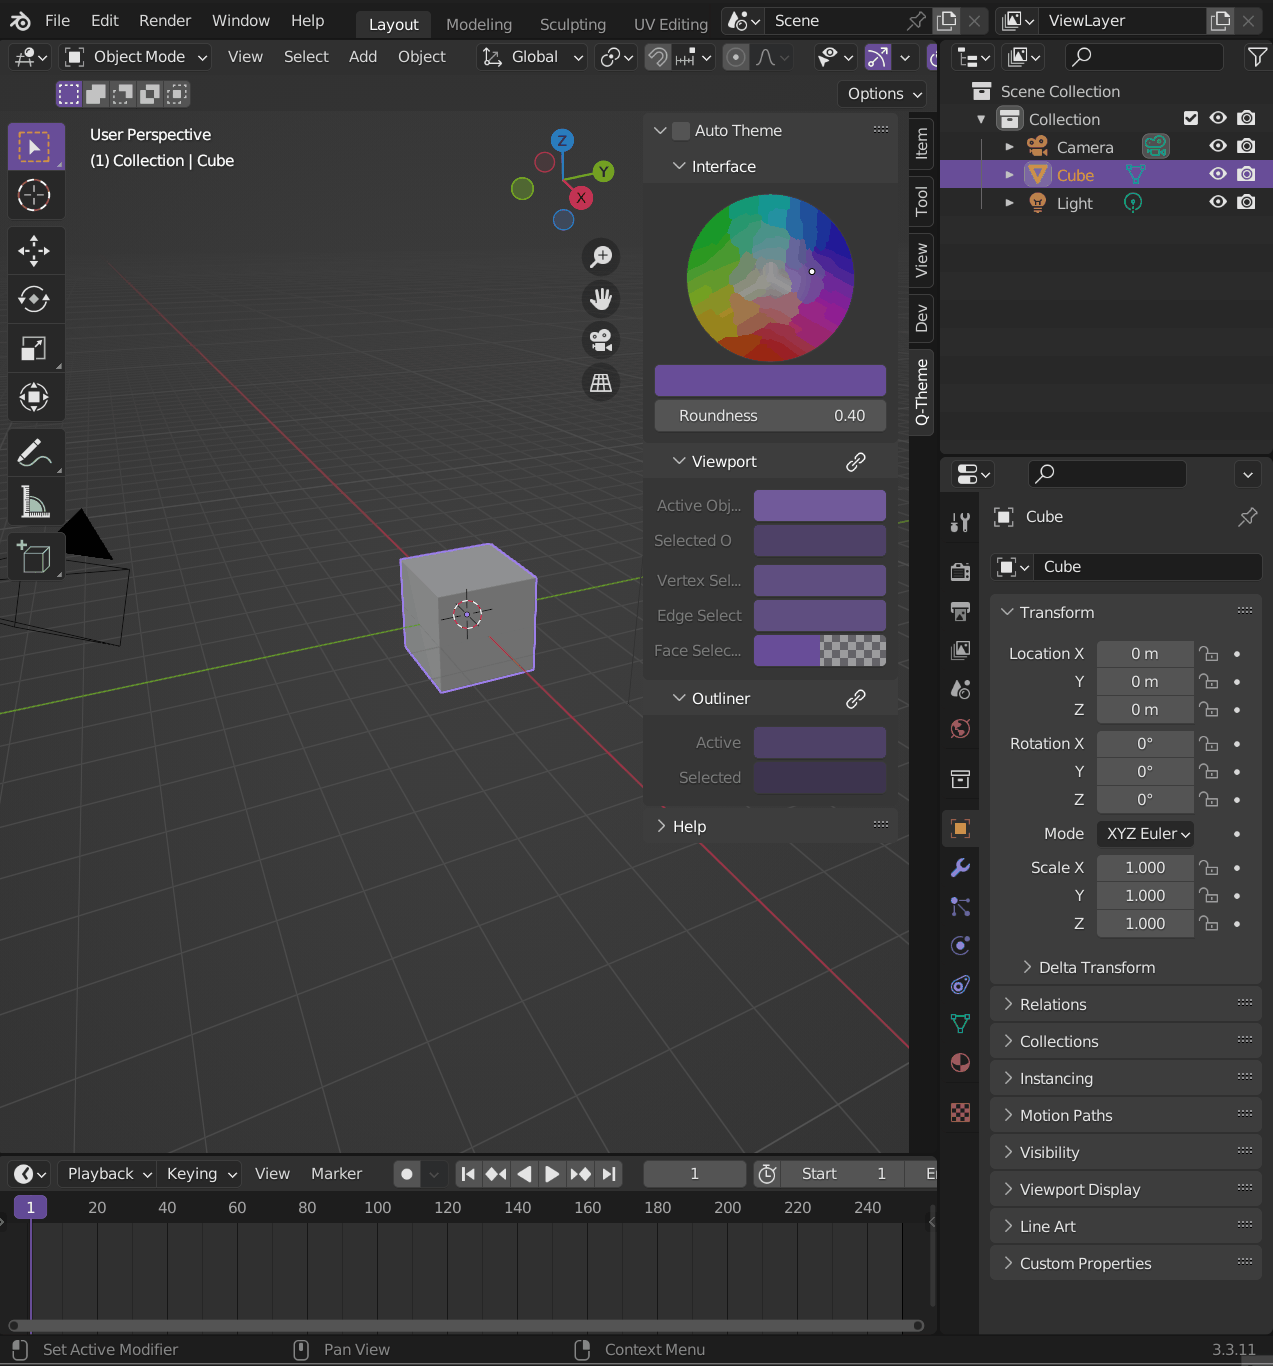 File Edit Render Window Help Layout Modeling Sculpting UV Editing Scene ViewLayer
Object Mode View Select Add Object Global
Options
User Perspective
(1) Collection | Cube
Z
Y
X
Auto Theme
Interface
Roundness 0.40
Viewport
Active Obj...
Selected O
Vertex Sel...
Edge Select
Face Selec...
Outliner
Active
Selected
Help
Item
Tool
View
Dev
Q-Theme
Scene Collection
Collection
Camera
Cube
Light
Cube
Cube
Transform
Location X 0 m
Y 0 m
Z 0 m
Rotation X 0°
Y 0°
Z 0°
Mode XYZ Euler
Scale X 1.000
Y 1.000
Z 1.000
Delta Transform
Relations
Collections
Instancing
Motion Paths
Visibility
Viewport Display
Line Art
Custom Properties
Playback Keying View Marker 1 Start 1
1 20 40 60 80 100 120 140 160 180 200 220 240
Set Active Modifier Pan View Context Menu 3.3.11